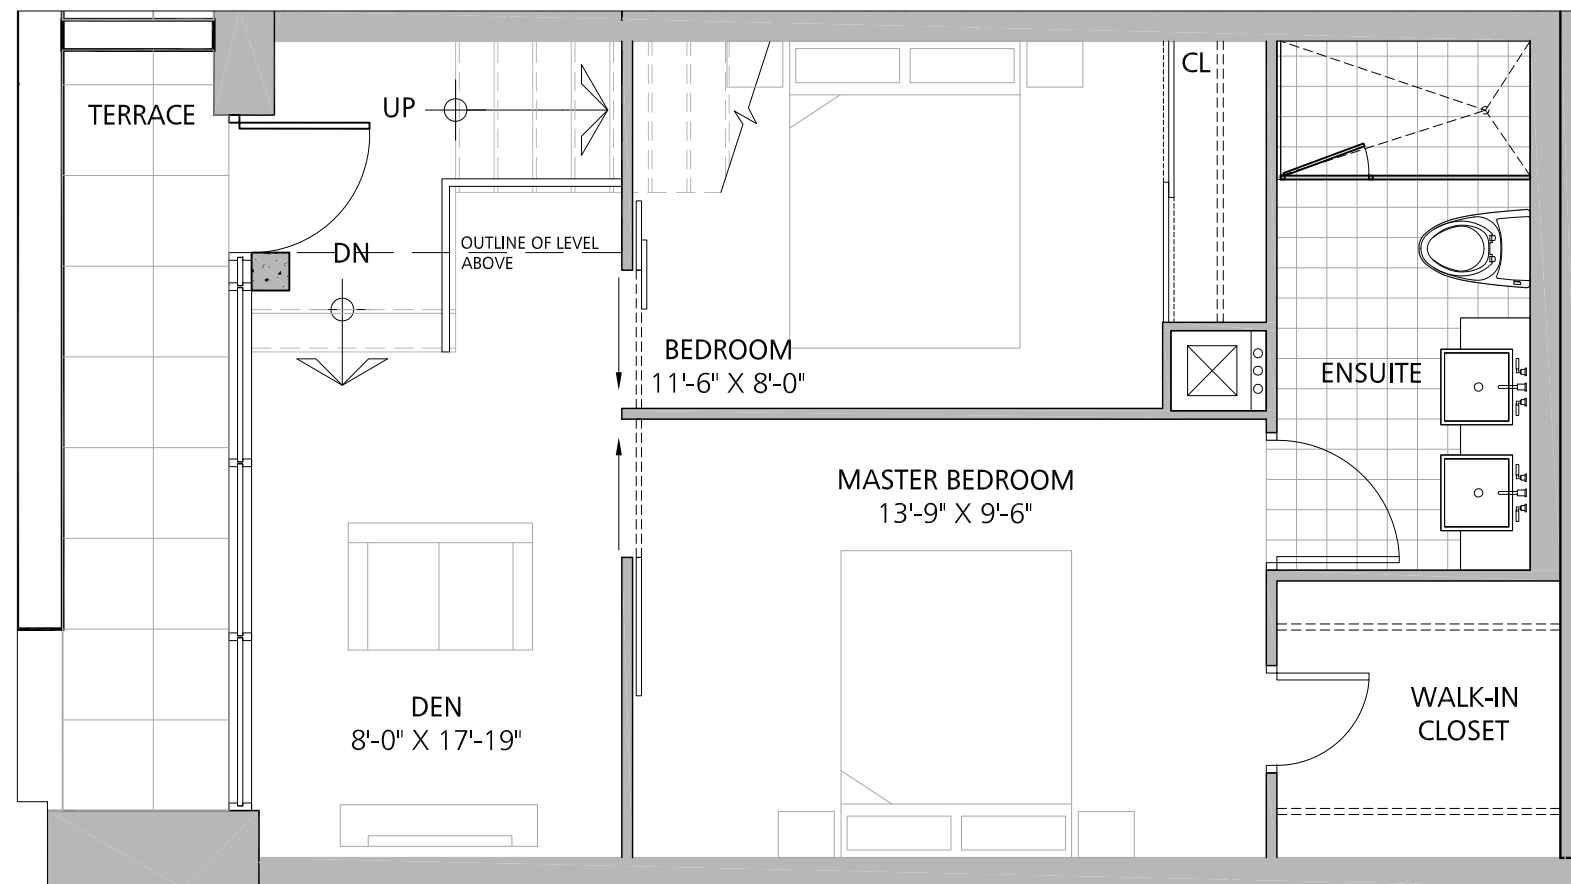 TERRACE
UP
CL
DN
OUTLINE OF LEVEL
ABOVE
BEDROOM
11'-6" X 8'-0"
ENSUITE
MASTER BEDROOM
13'-9" X 9'-6"
DEN
8'-0" X 17'-19"
WALK-IN
CLOSET